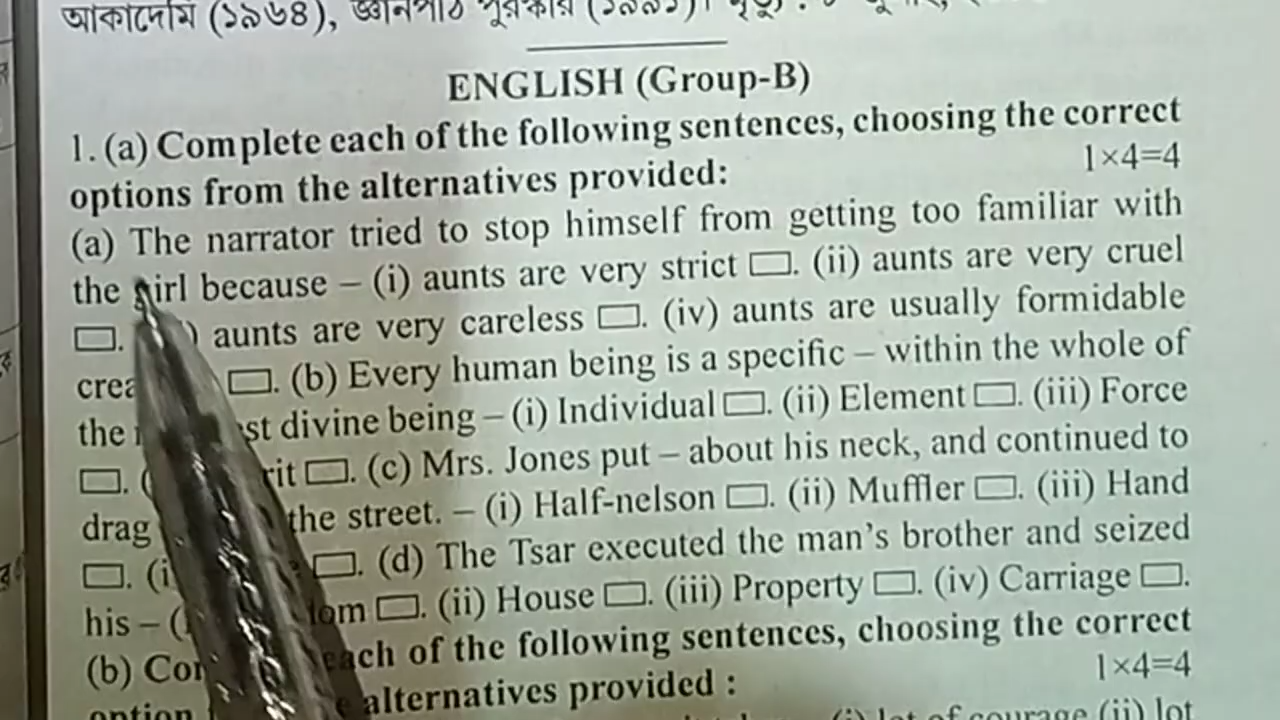 আকাদেমি (১৯৬৪), জ্ঞানপীঠ পুরস্কার (১৯৯১)।
ENGLISH (Group-B)
1. (a) Complete each of the following sentences, choosing the correct
options from the alternatives provided: 1×4=4
(a) The narrator tried to stop himself from getting too familiar with
the girl because – (i) aunts are very strict ▭. (ii) aunts are very cruel
▭. aunts are very careless ▭. (iv) aunts are usually formidable
▭. (b) Every human being is a specific – within the whole of
the divine being – (i) Individual ▭. (ii) Element ▭. (iii) Force
▭. ▭. (c) Mrs. Jones put – about his neck, and continued to
drag the street. – (i) Half-nelson ▭. (ii) Muffler ▭. (iii) Hand
▭. ▭. (d) The Tsar executed the man's brother and seized
his – ▭. (ii) House ▭. (iii) Property ▭. (iv) Carriage ▭.
(b) each of the following sentences, choosing the correct
alternatives provided : 1×4=4
(i) lot of courage (ii) lot